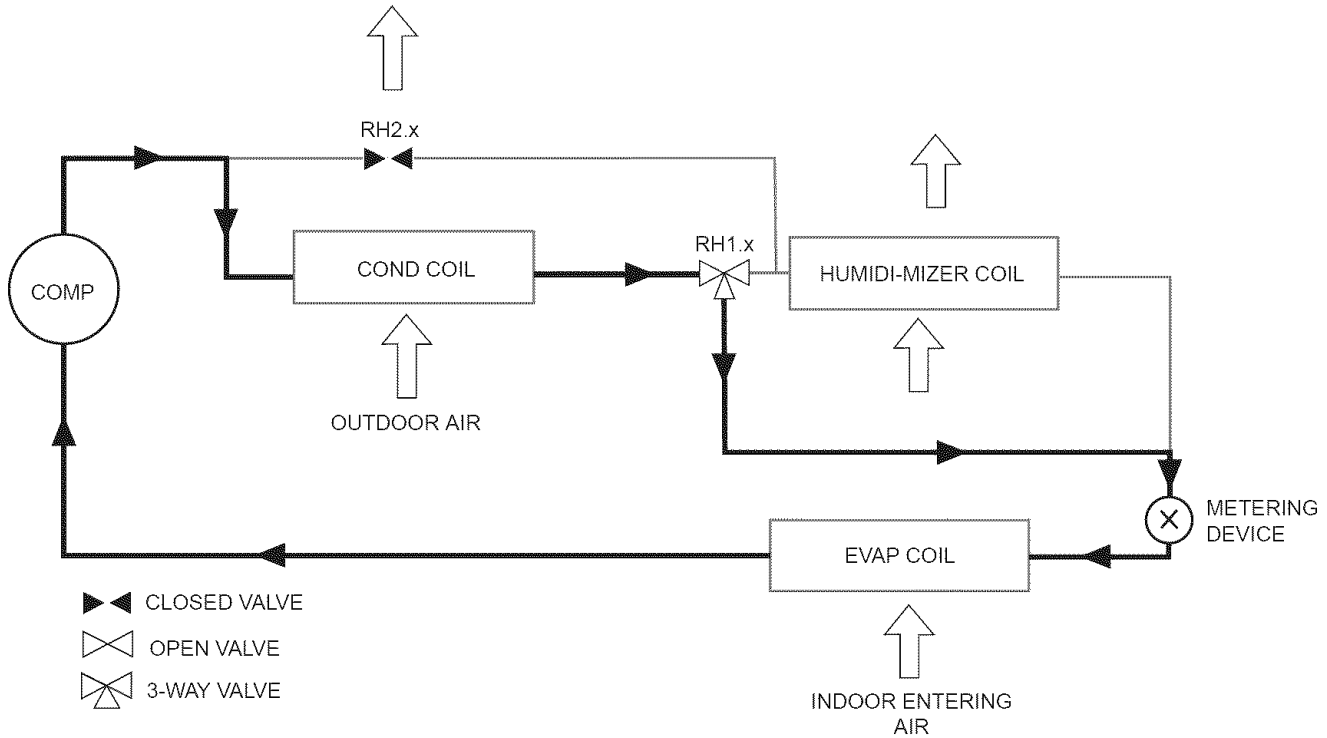 RH2.x
RH1.x
COND COIL
HUMIDI-MIZER COIL
COMP
OUTDOOR AIR
METERING
DEVICE
EVAP COIL
CLOSED VALVE
OPEN VALVE
3-WAY VALVE
INDOOR ENTERING
AIR